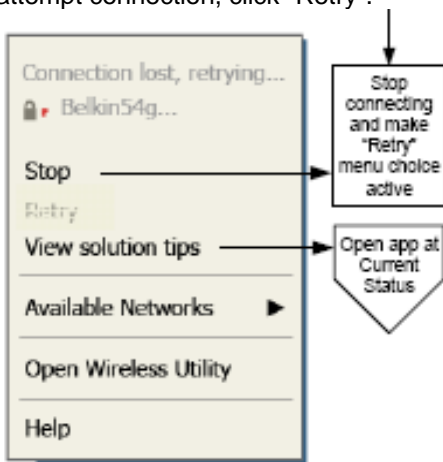 attempt connection, click "Retry".
Connection lost, retrying...
Belkin54g...
Stop
Retry
View solution tips
Available Networks
Open Wireless Utility
Help
Stop
connecting
and make
"Retry"
menu choice
active
Open app at
Current
Status